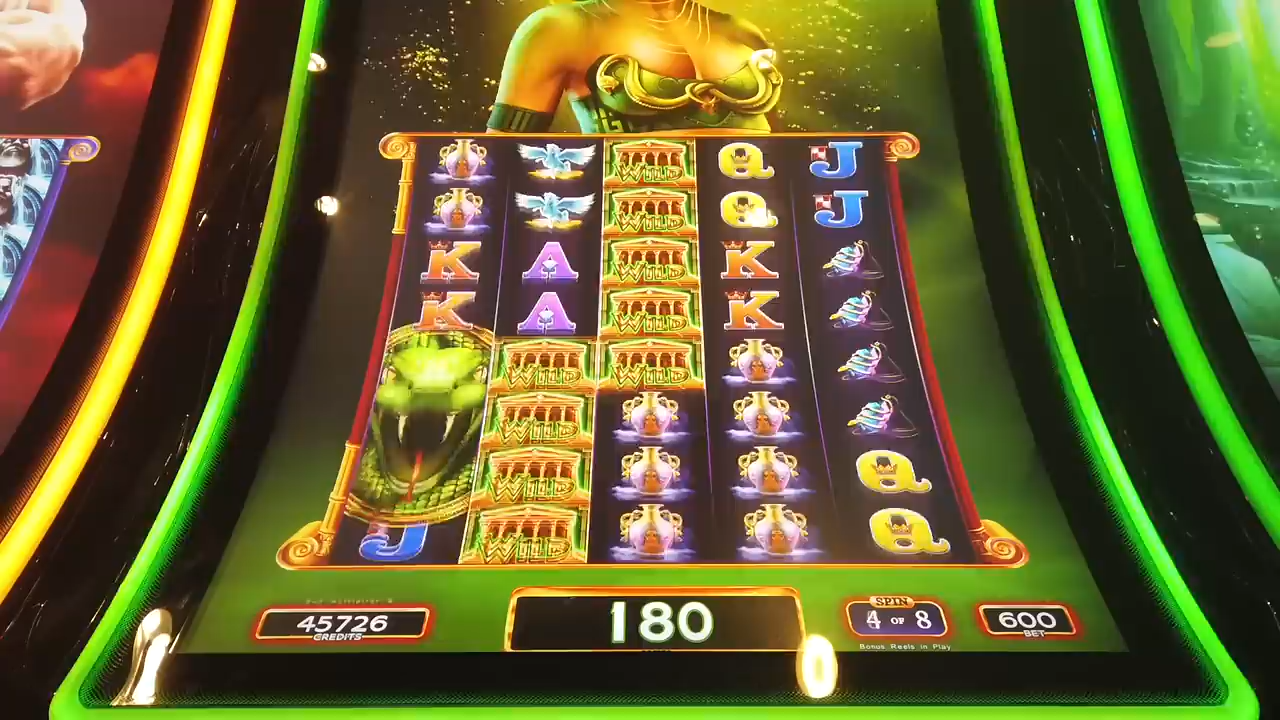 WILD Q J
WILD Q J
K A WILD K
K A WILD K
WILD WILD
WILD
WILD Q
J WILD Q
45726
CREDITS
180
SPIN
4 OF 8
Bonus Reels in Play
600
BET